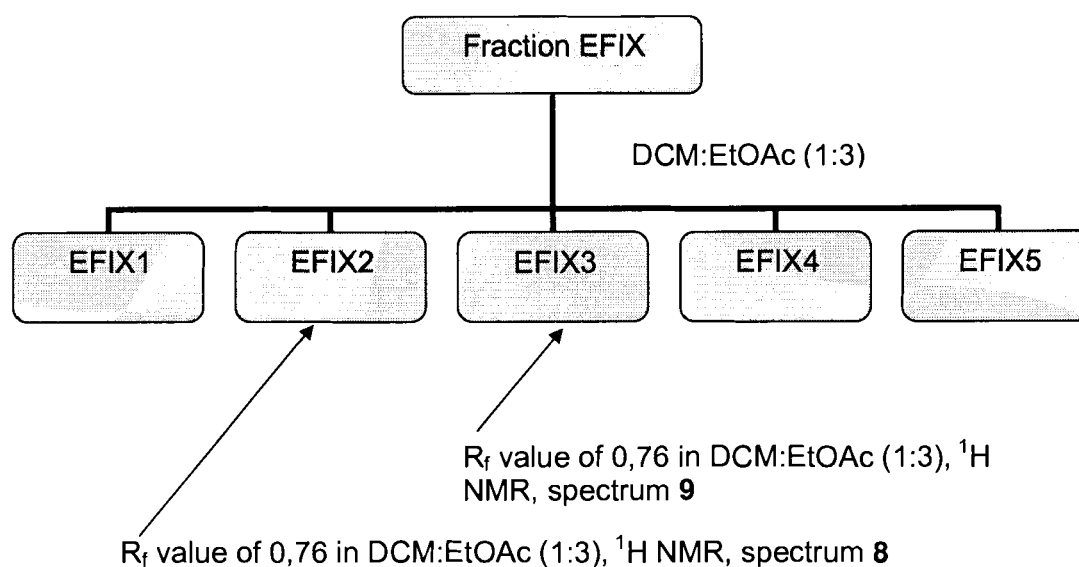 Fraction EFIX
DCM:EtOAc (1:3)
EFIX1
EFIX2
EFIX3
EFIX4
EFIX5
Rf value of 0,76 in DCM:EtOAc (1:3), ¹H
NMR, spectrum 9
Rf value of 0,76 in DCM:EtOAc (1:3), ¹H NMR, spectrum 8